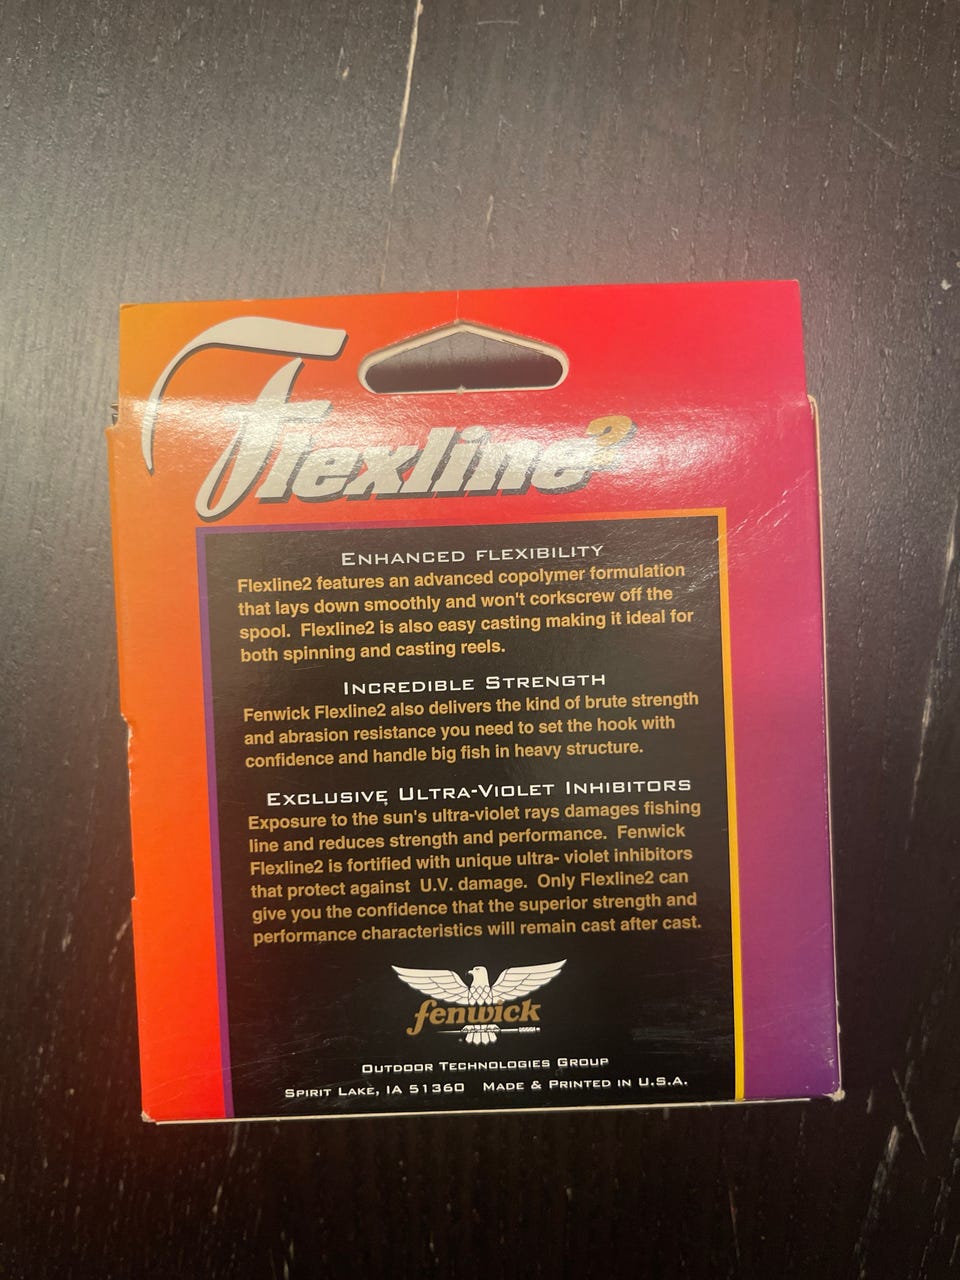 Flexline2
ENHANCED FLEXIBILITY
Flexline2 features an advanced copolymer formulation
that lays down smoothly and won't corkscrew off the
spool. Flexline2 is also easy casting making it ideal for
both spinning and casting reels.
INCREDIBLE STRENGTH
Fenwick Flexline2 also delivers the kind of brute strength
and abrasion resistance you need to set the hook with
confidence and handle big fish in heavy structure.
EXCLUSIVE ULTRA-VIOLET INHIBITORS
Exposure to the sun's ultra-violet rays damages fishing
line and reduces strength and performance. Fenwick
Flexline2 is fortified with unique ultra- violet inhibitors
that protect against U.V. damage. Only Flexline2 can
give you the confidence that the superior strength and
performance characteristics will remain cast after cast.
fenwick
OUTDOOR TECHNOLOGIES GROUP
SPIRIT LAKE, IA 51360 MADE & PRINTED IN U.S.A.